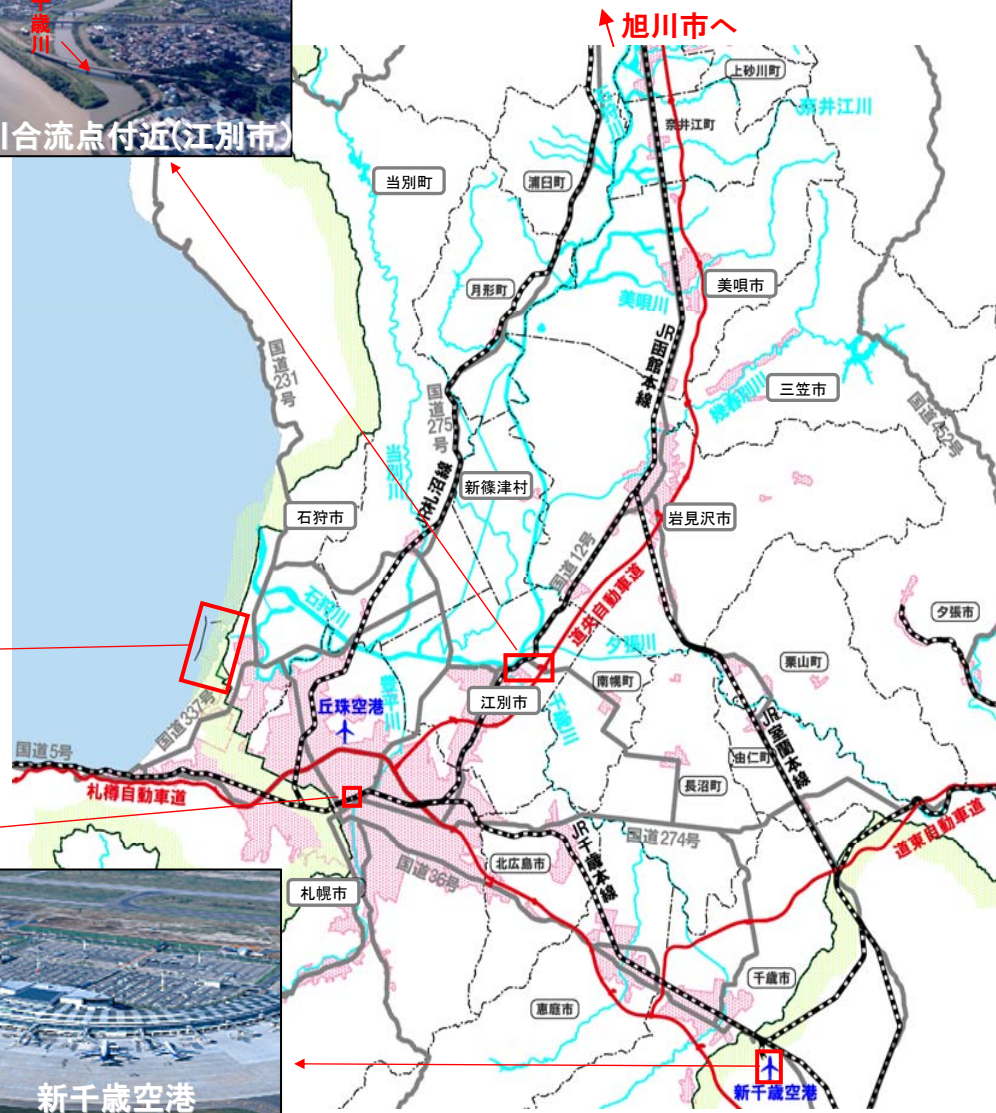 旭川市へ
千歳川
川合流点付近(江別市)
上砂川町
奈井江川
奈井江町
当別町
浦臼町
月形町
美唄川
美唄市
JR函館本線
国道231号
国道275号
幾春別川
三笠市
国道452号
当別川
JR札沼線
新篠津村
石狩市
岩見沢市
国道12号
道央自動車道
石狩川
夕張川
夕張市
栗山町
南幌町
江別市
千歳川
国道337号
丘珠空港
豊平川
国道5号
札樽自動車道
JR室蘭本線
由仁町
長沼町
国道274号
道東自動車道
JR千歳本線
北広島市
国道36号
札幌市
千歳市
恵庭市
新千歳空港
新千歳空港